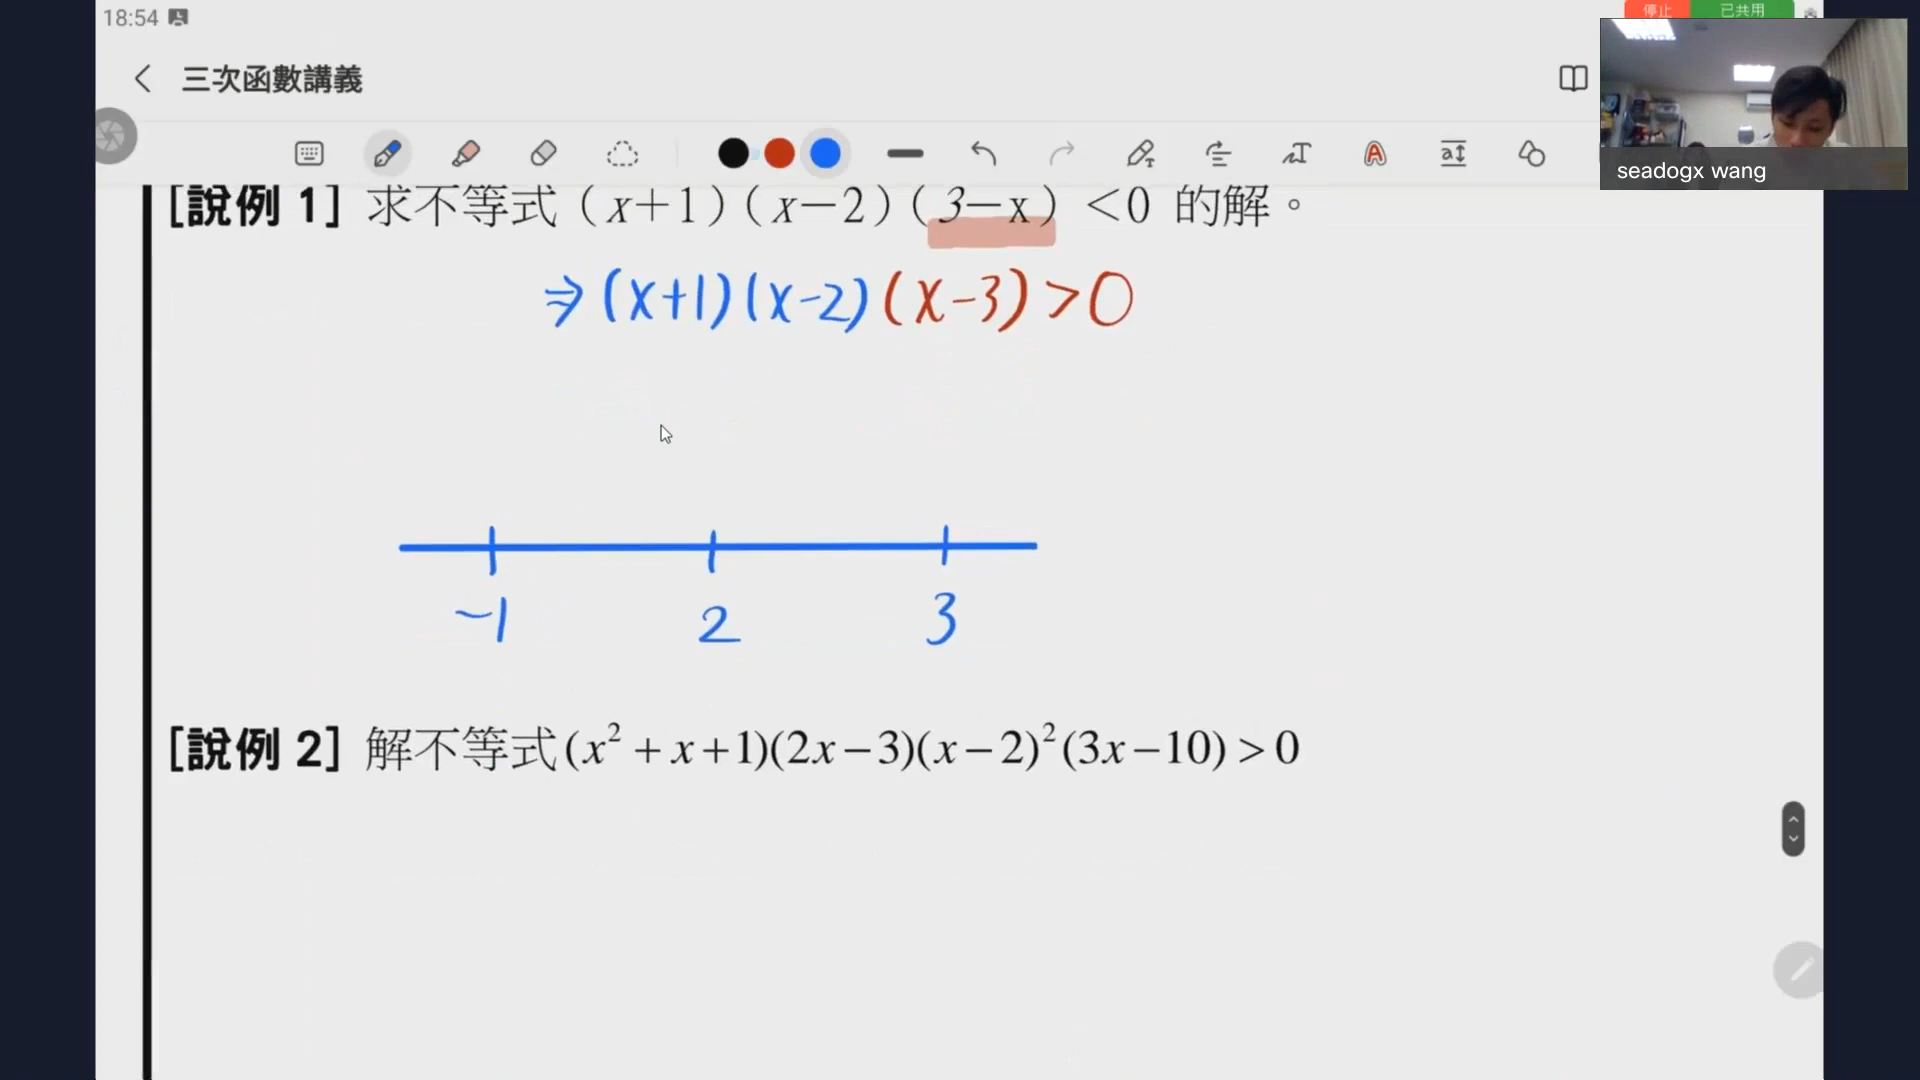 18:54
停止 已共用
三次函數講義
seadogx wang
[說例 1] 求不等式（x＋1）（x－2）（3－x）＜0 的解。
⇒(x+1)(x-2)(x-3)>0
-1 2 3
[說例 2] 解不等式(x²+x+1)(2x−3)(x−2)²(3x−10)>0